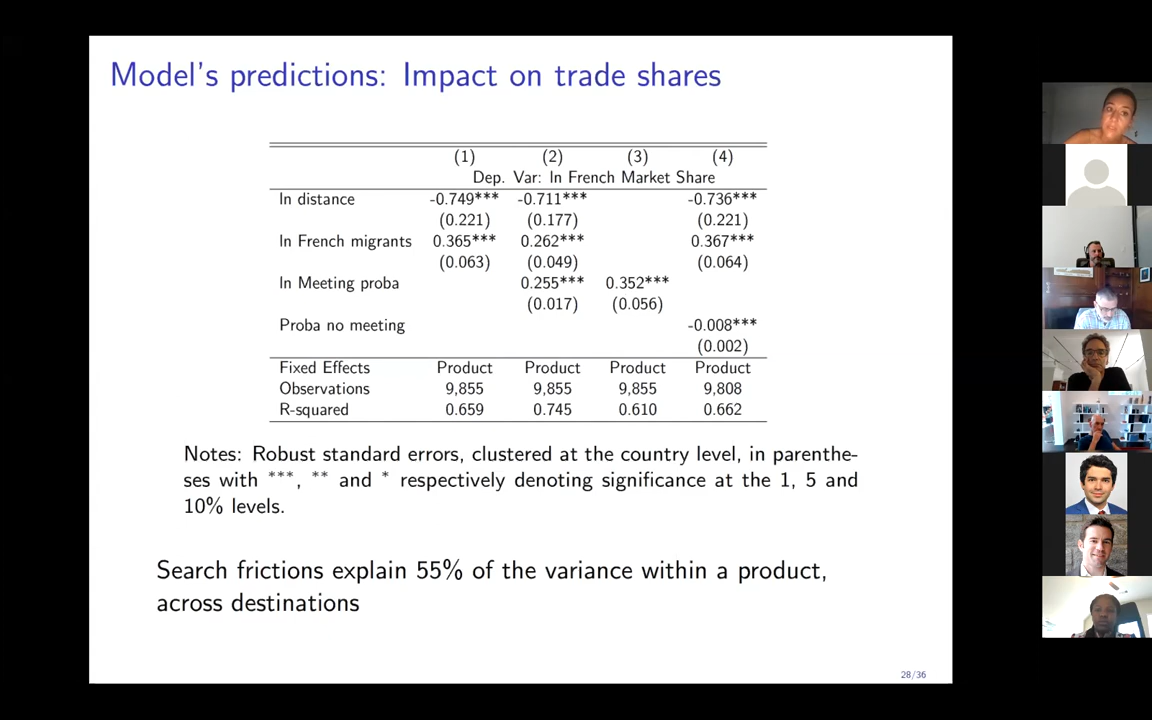 Model's predictions: Impact on trade shares
(1) (2) (3) (4)
Dep. Var: ln French Market Share
ln distance -0.749*** -0.711*** -0.736***
(0.221) (0.177) (0.221)
ln French migrants 0.365*** 0.262*** 0.367***
(0.063) (0.049) (0.064)
ln Meeting proba 0.255*** 0.352***
(0.017) (0.056)
Proba no meeting -0.008***
(0.002)
Fixed Effects Product Product Product Product
Observations 9,855 9,855 9,855 9,808
R-squared 0.659 0.745 0.610 0.662
Notes: Robust standard errors, clustered at the country level, in parenthe-
ses with ***, ** and * respectively denoting significance at the 1, 5 and
10% levels.
Search frictions explain 55% of the variance within a product,
across destinations
28/36